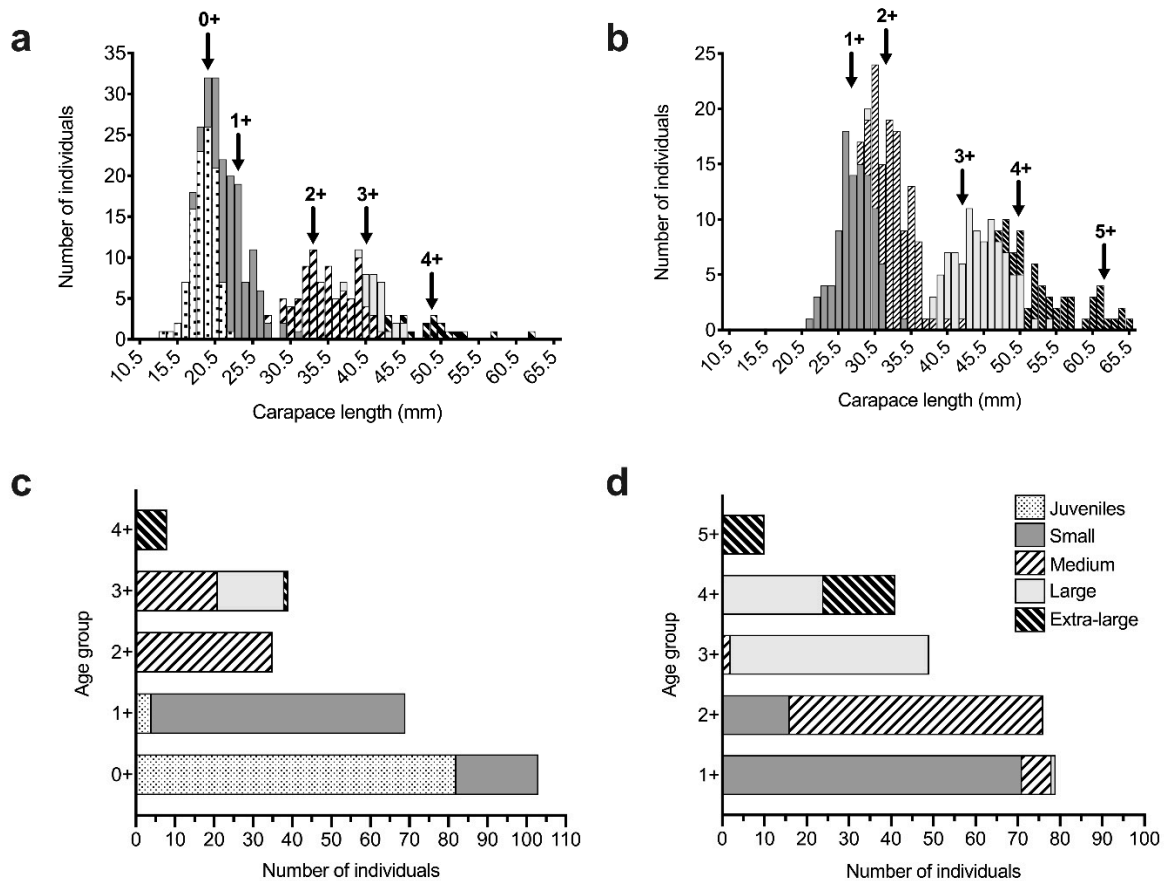 a
0+
1+
2+
3+
4+
35
30
25
20
15
10
5
0
Number of individuals
10.5 15.5 20.5 25.5 30.5 35.5 40.5 45.5 50.5 55.5 60.5 65.5
Carapace length (mm)
b
1+
2+
3+
4+
5+
25
20
15
10
5
0
Number of individuals
10.5 15.5 20.5 25.5 30.5 35.5 40.5 45.5 50.5 55.5 60.5 65.5
Carapace length (mm)
c
4+
3+
2+
1+
0+
Age group
0 10 20 30 40 50 60 70 80 90 100 110
Number of individuals
d
5+
4+
3+
2+
1+
Age group
0 10 20 30 40 50 60 70 80 90 100
Number of individuals
Juveniles
Small
Medium
Large
Extra-large